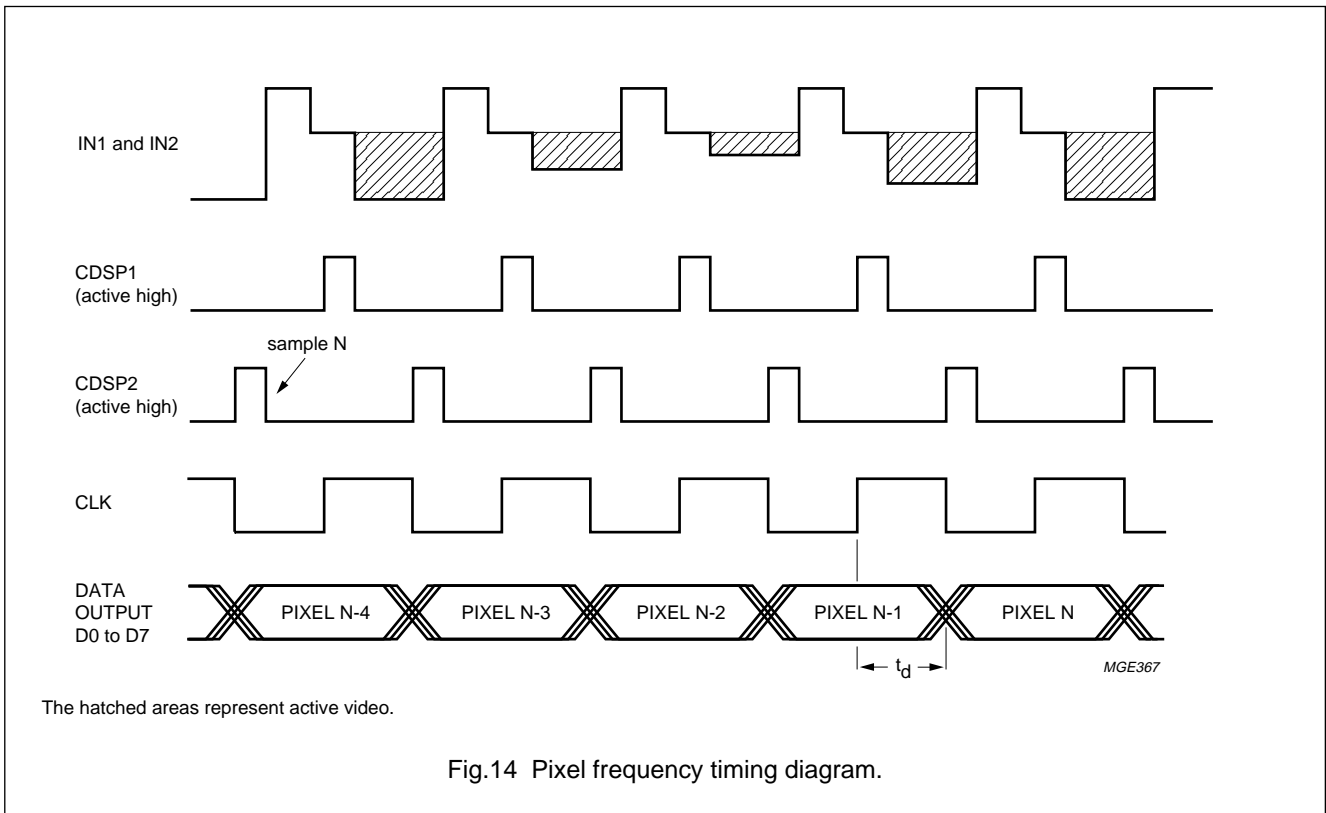 IN1 and IN2
CDSP1
(active high)
sample N
CDSP2
(active high)
CLK
DATA
OUTPUT
D0 to D7
PIXEL N-4
PIXEL N-3
PIXEL N-2
PIXEL N-1
PIXEL N
td
MGE367
The hatched areas represent active video.
Fig.14 Pixel frequency timing diagram.